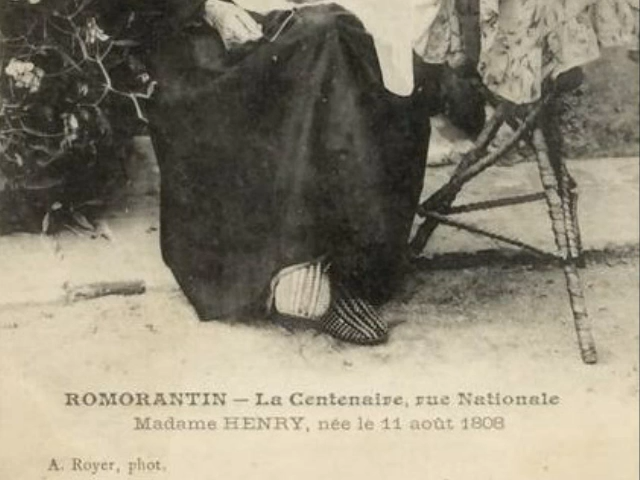 ROMORANTIN — La Centenaire, rue Nationale
Madame HENRY, née le 11 août 1808
A. Royer, phot.